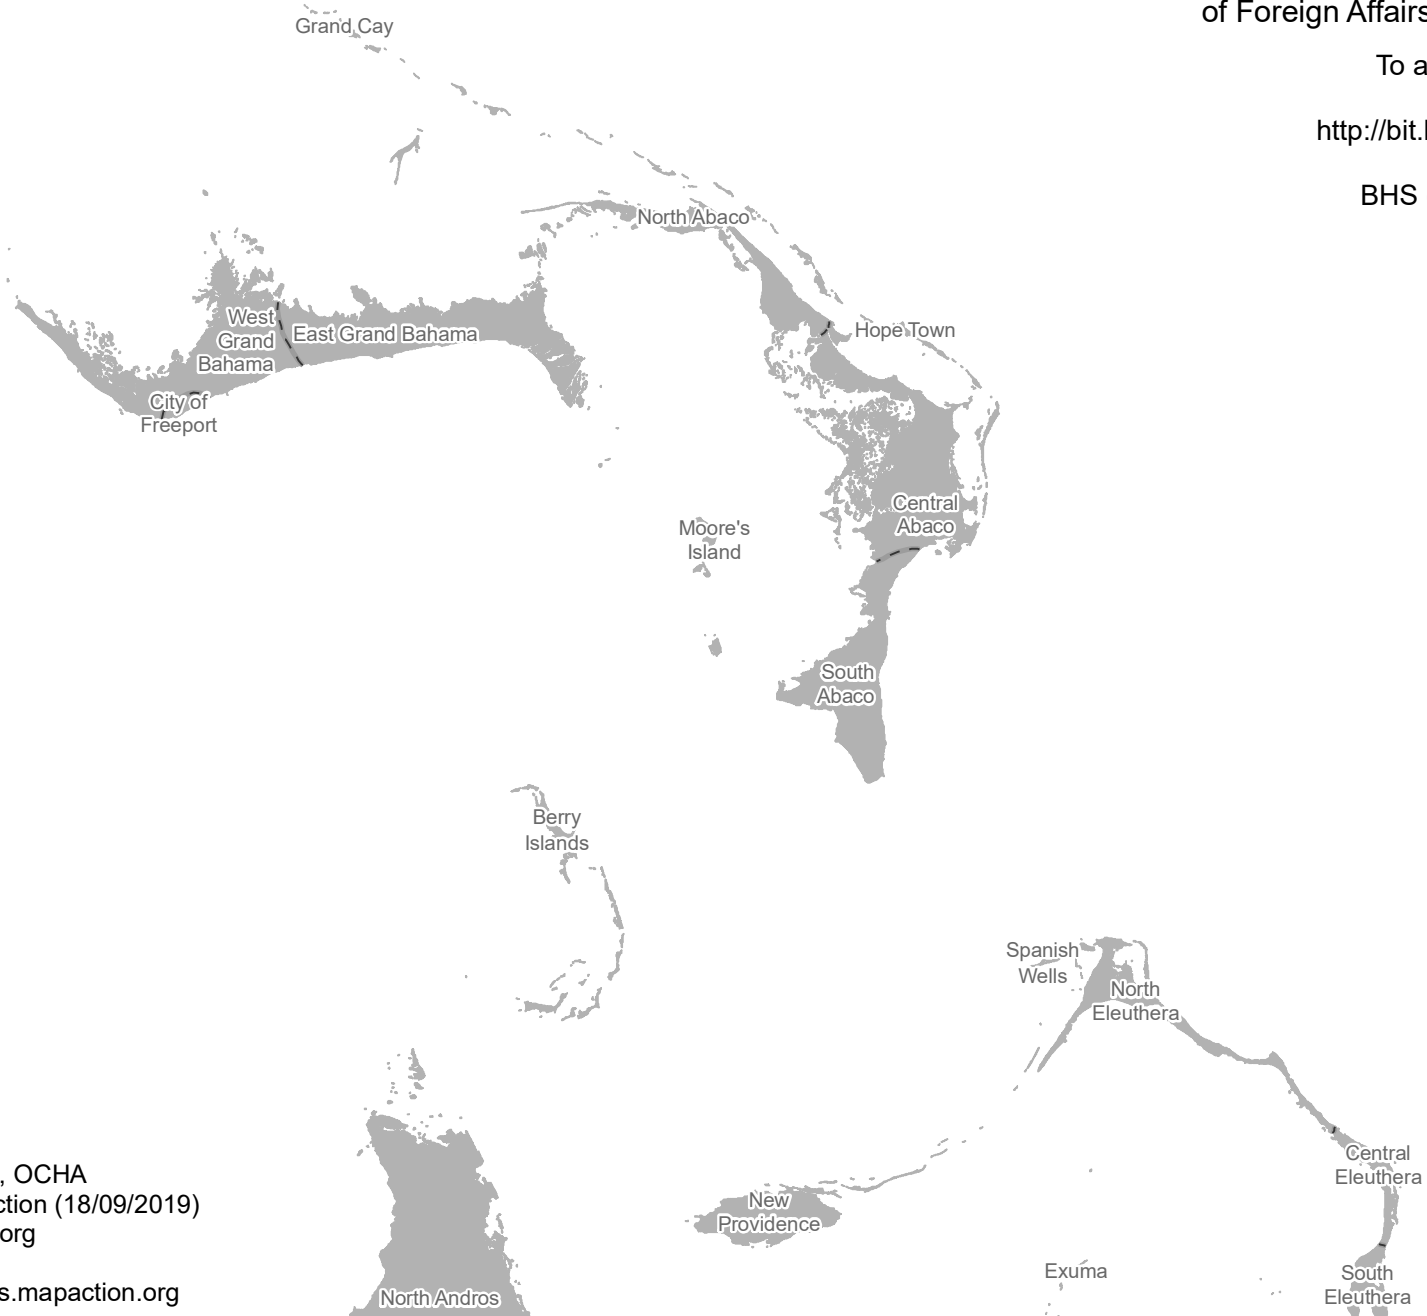 Grand Cay
of Foreign Affairs
To a
http://bit.
BHS
North Abaco
West
Grand
Bahama
East Grand Bahama
Hope Town
City of
Freeport
Central
Abaco
Moore's
Island
South
Abaco
Berry
Islands
Spanish
Wells
North
Eleuthera
Central
Eleuthera
, OCHA
ction (18/09/2019)
org
s.mapaction.org
New
Providence
Exuma
South
Eleuthera
North Andros